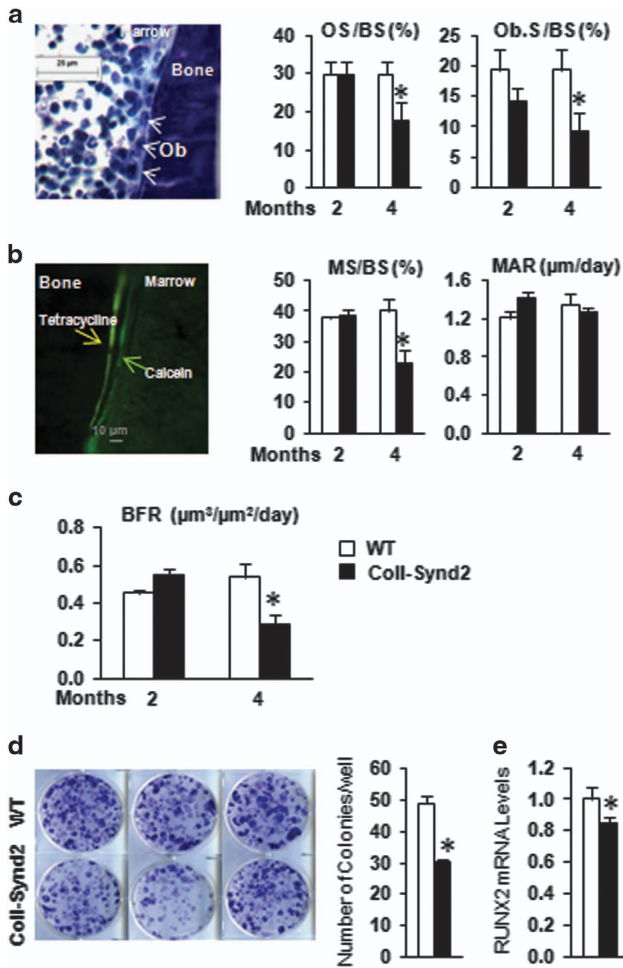 a
Marrow
25 µm
Bone
Ob
OS/BS (%)
40
30
20
10
0
*
Months 2 4
Ob.S/BS (%)
25
20
15
10
5
0
*
2 4
b
Bone
Marrow
Tetracycline
Calcein
10 µm
MS/BS (%)
50
40
30
20
10
0
*
Months 2 4
MAR (µm/day)
1.6
1.2
0.8
0.4
0.0
2 4
c
BFR (µm³/µm²/day)
0.8
0.6
0.4
0.2
0.0
*
Months 2 4
WT
Coll-Synd2
d
WT
Coll-Synd2
Number of Colonies/well
60
50
40
30
20
10
0
*
e
RUNX2 mRNA Levels
1.2
1.0
0.8
0.6
0.4
0.2
0.0
*